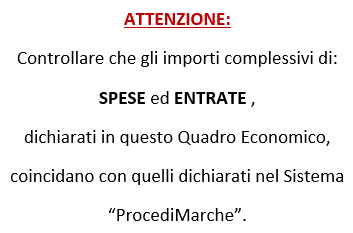 ATTENZIONE:
Controllare che gli importi complessivi di:
SPESE ed ENTRATE ,
dichiarati in questo Quadro Economico,
coincidano con quelli dichiarati nel Sistema
“ProcediMarche”.